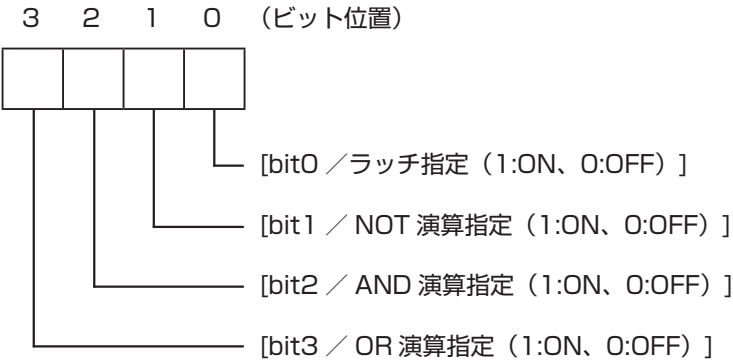 3 2 1 0 （ビット位置）
[bit0 ／ラッチ指定（1:ON、0:OFF）]
[bit1 ／ NOT 演算指定（1:ON、0:OFF）]
[bit2 ／ AND 演算指定（1:ON、0:OFF）]
[bit3 ／ OR 演算指定（1:ON、0:OFF）]